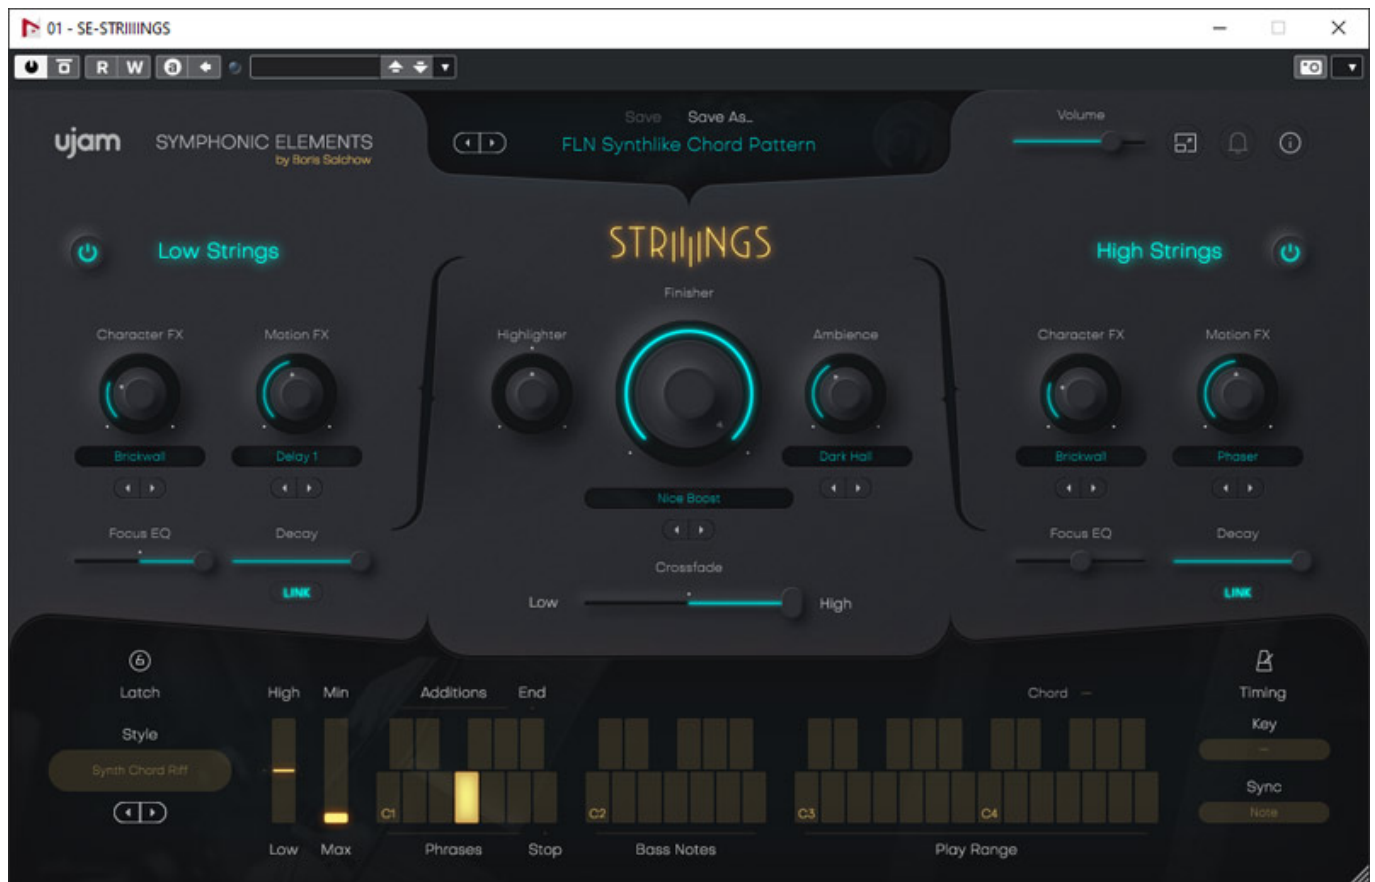 01 - SE-STRIIIINGS
R W a
Save Save As...
FLN Synthlike Chord Pattern
Volume
ujam SYMPHONIC ELEMENTS
by Boris Salchow
STRIIIINGS
Low Strings
High Strings
Finisher
Character FX Motion FX Highlighter Ambience Character FX Motion FX
Brickwall Delay 1 Dark Hall Brickwall Phaser
Nice Boost
Focus EQ Decay Focus EQ Decay
Crossfade
LINK LINK
Low High
Latch High Min Additions End Chord – Timing
Style Key
–
Synth Chord Riff
Sync
C1 C2 C3 C4 Note
Low Max Phrases Stop Bass Notes Play Range